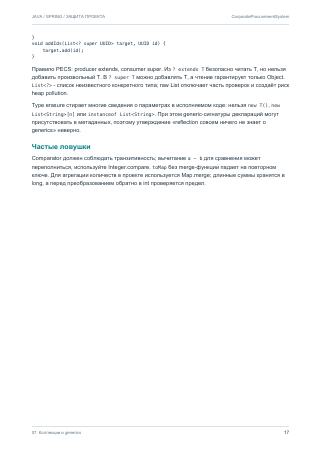 JAVA / SPRING / ЗАЩИТА ПРОЕКТА
CorporateProcurementSystem
}
void addIds(List<? super UUID> target, UUID id) {
target.add(id);
}
Правило PECS: producer extends, consumer super. Из ? extends T безопасно читать T, но нельзя
добавить произвольный T. В ? super T можно добавлять T, а чтение гарантирует только Object.
List<?> - список неизвестного конкретного типа; raw List отключает часть проверок и создаёт риск
heap pollution.
Type erasure стирает многие сведения о параметрах в исполняемом коде: нельзя new T(), new
List<String>[n] или instanceof List<String>. При этом generic-сигнатуры деклараций могут
присутствовать в метаданных, поэтому утверждение «reflection совсем ничего не знает о
generics» неверно.
Частые ловушки
Comparator должен соблюдать транзитивность; вычитание a - b для сравнения может
переполниться, используйте Integer.compare. toMap без merge-функции падает на повторном
ключе. Для агрегации количеств в проекте используется Map.merge; длинные суммы хранятся в
long, а перед преобразованием обратно в int проверяется предел.
07. Коллекции и generics
17